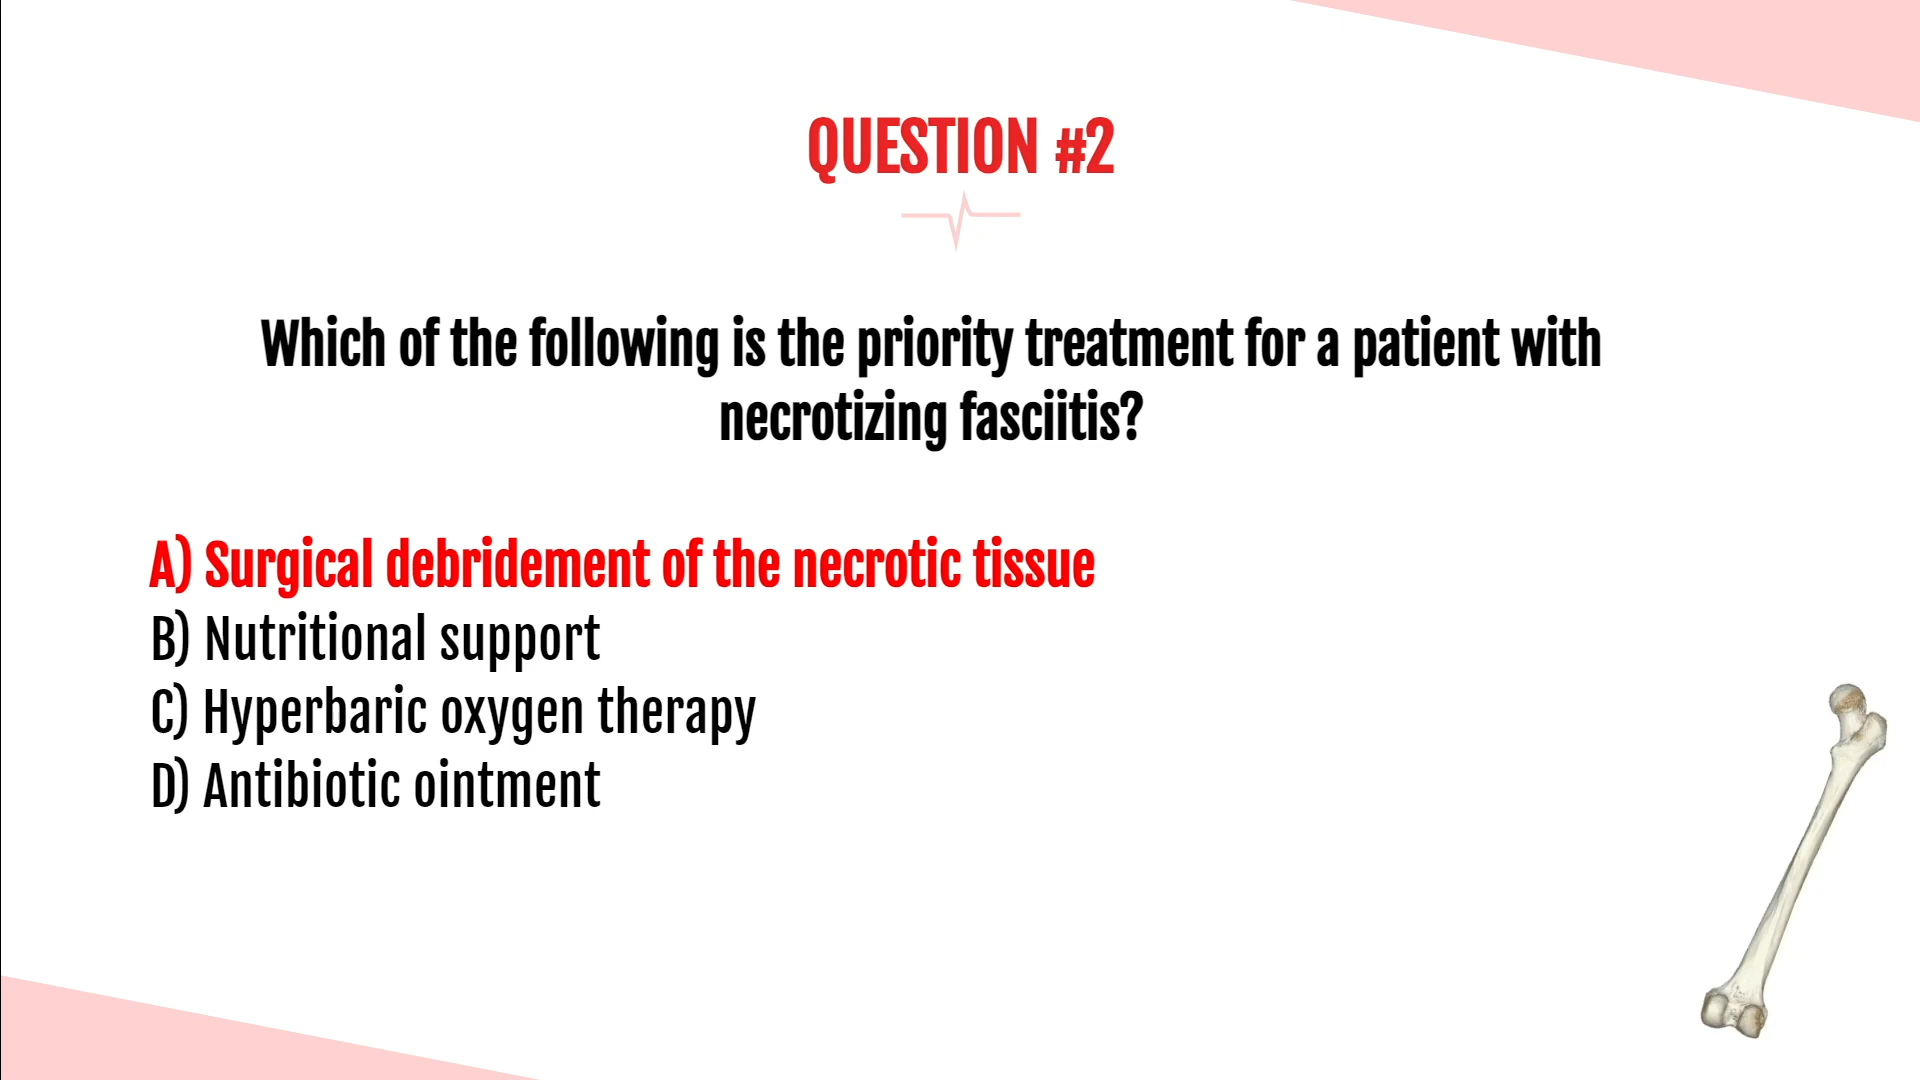 QUESTION #2
Which of the following is the priority treatment for a patient with
necrotizing fasciitis?
A) Surgical debridement of the necrotic tissue
B) Nutritional support
C) Hyperbaric oxygen therapy
D) Antibiotic ointment